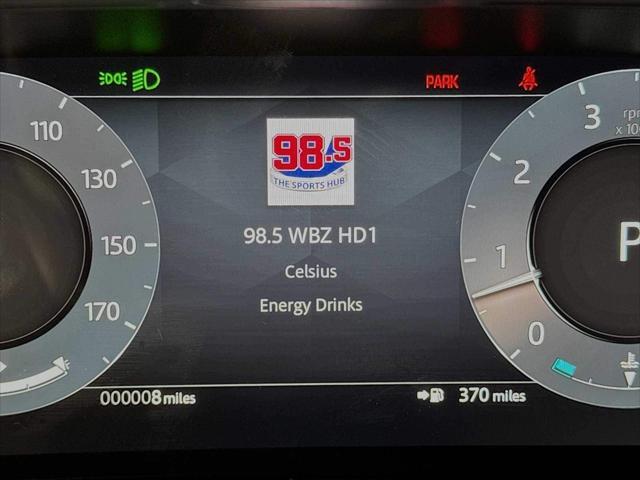 PARK
110
130
150
170
98.5
THE SPORTS HUB
98.5 WBZ HD1
Celsius
Energy Drinks
3
2
1
0
rpm
P
000008 miles
370 miles